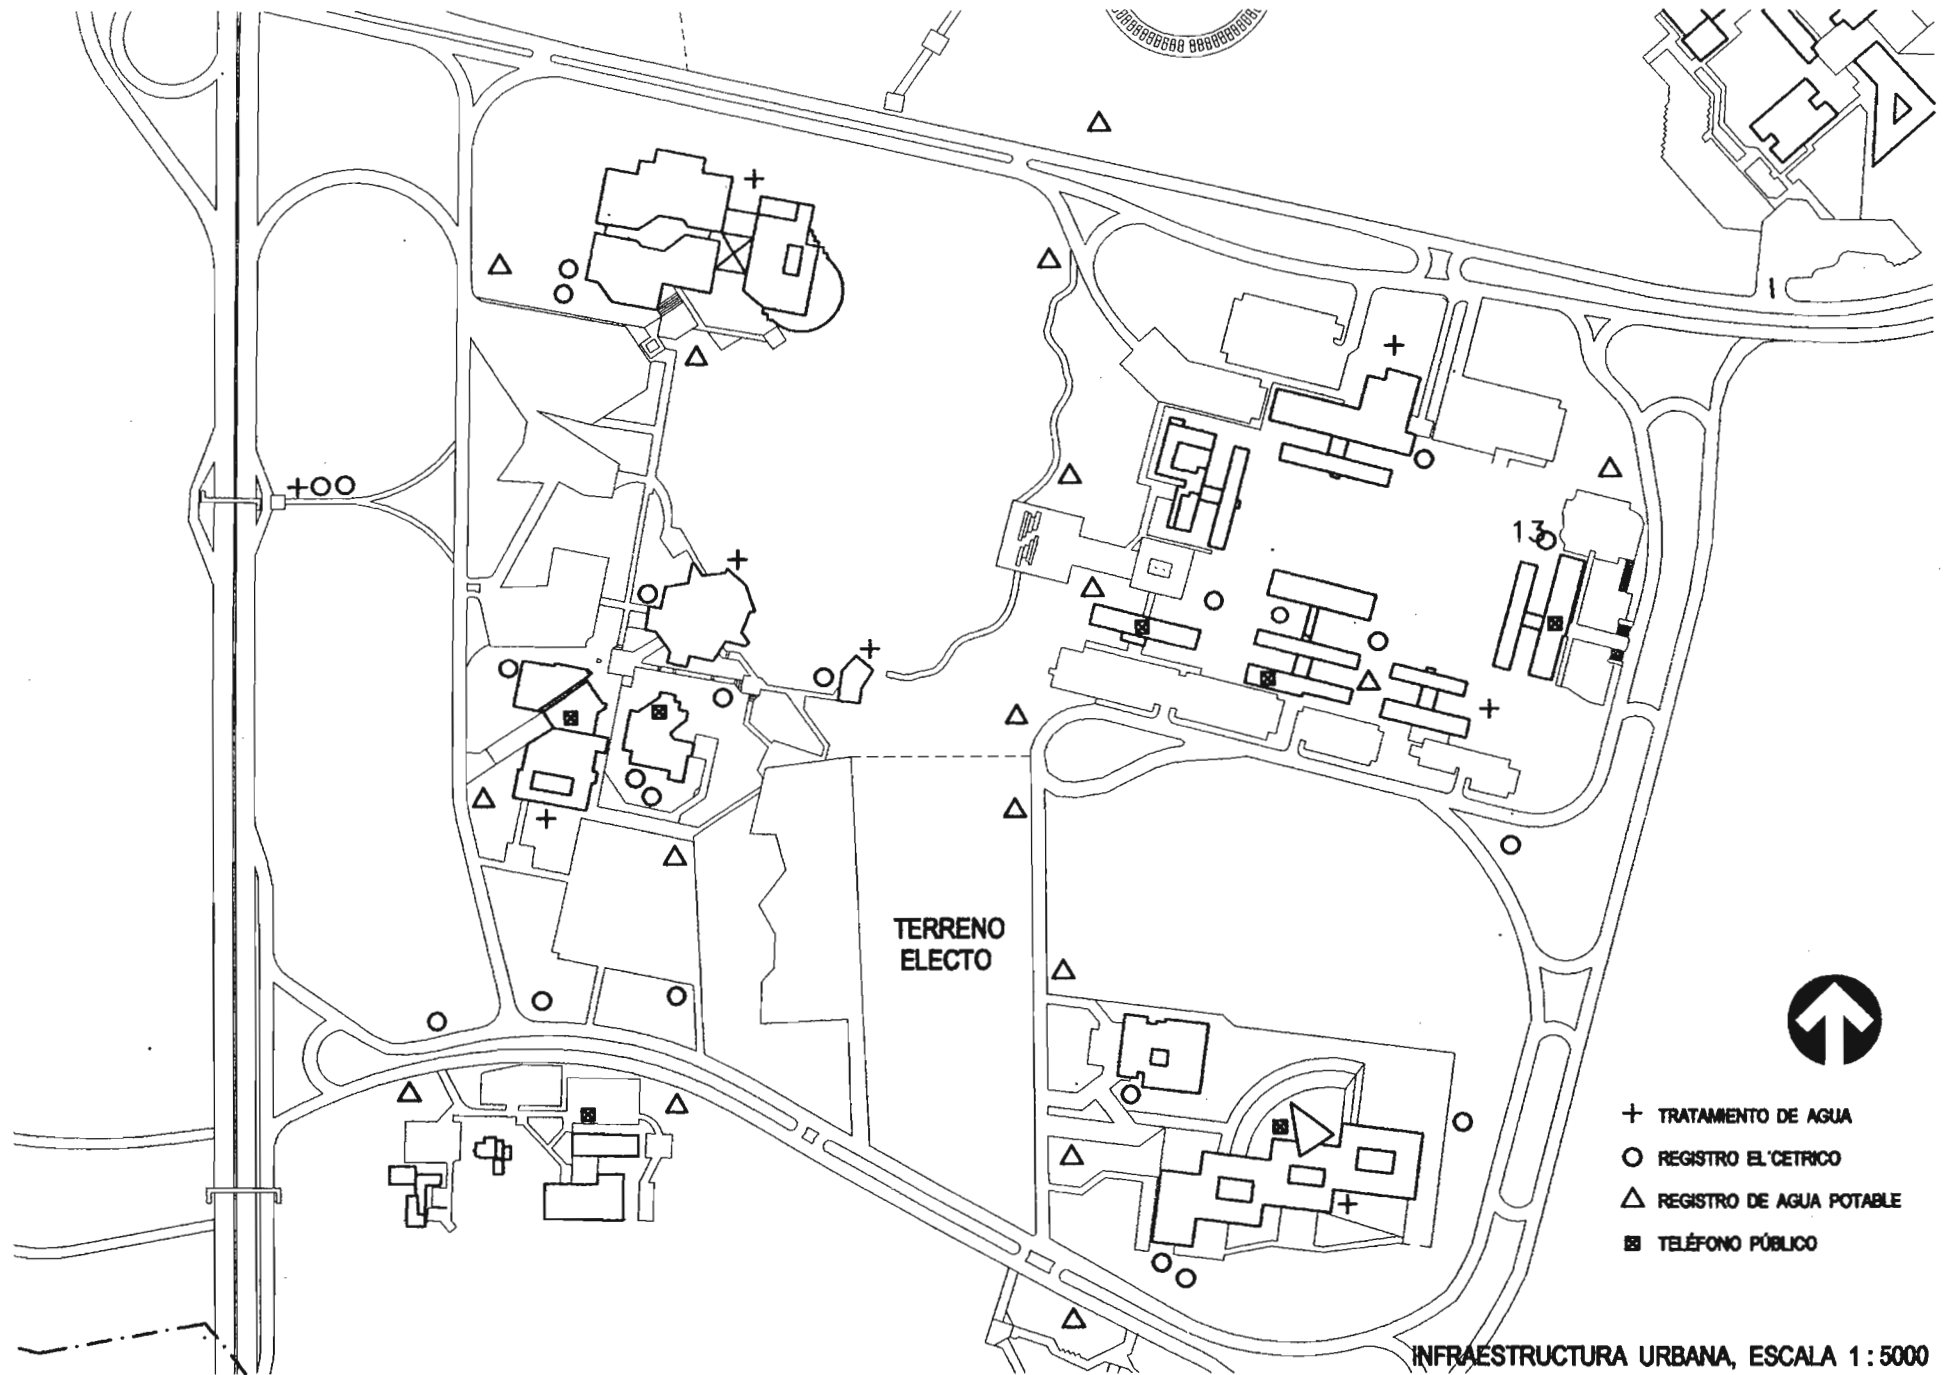 13
TERRENO
ELECTO
TRATAMIENTO DE AGUA
REGISTRO EL'CETRICO
REGISTRO DE AGUA POTABLE
TELÉFONO PÚBLICO
INFRAESTRUCTURA URBANA, ESCALA 1 : 5000